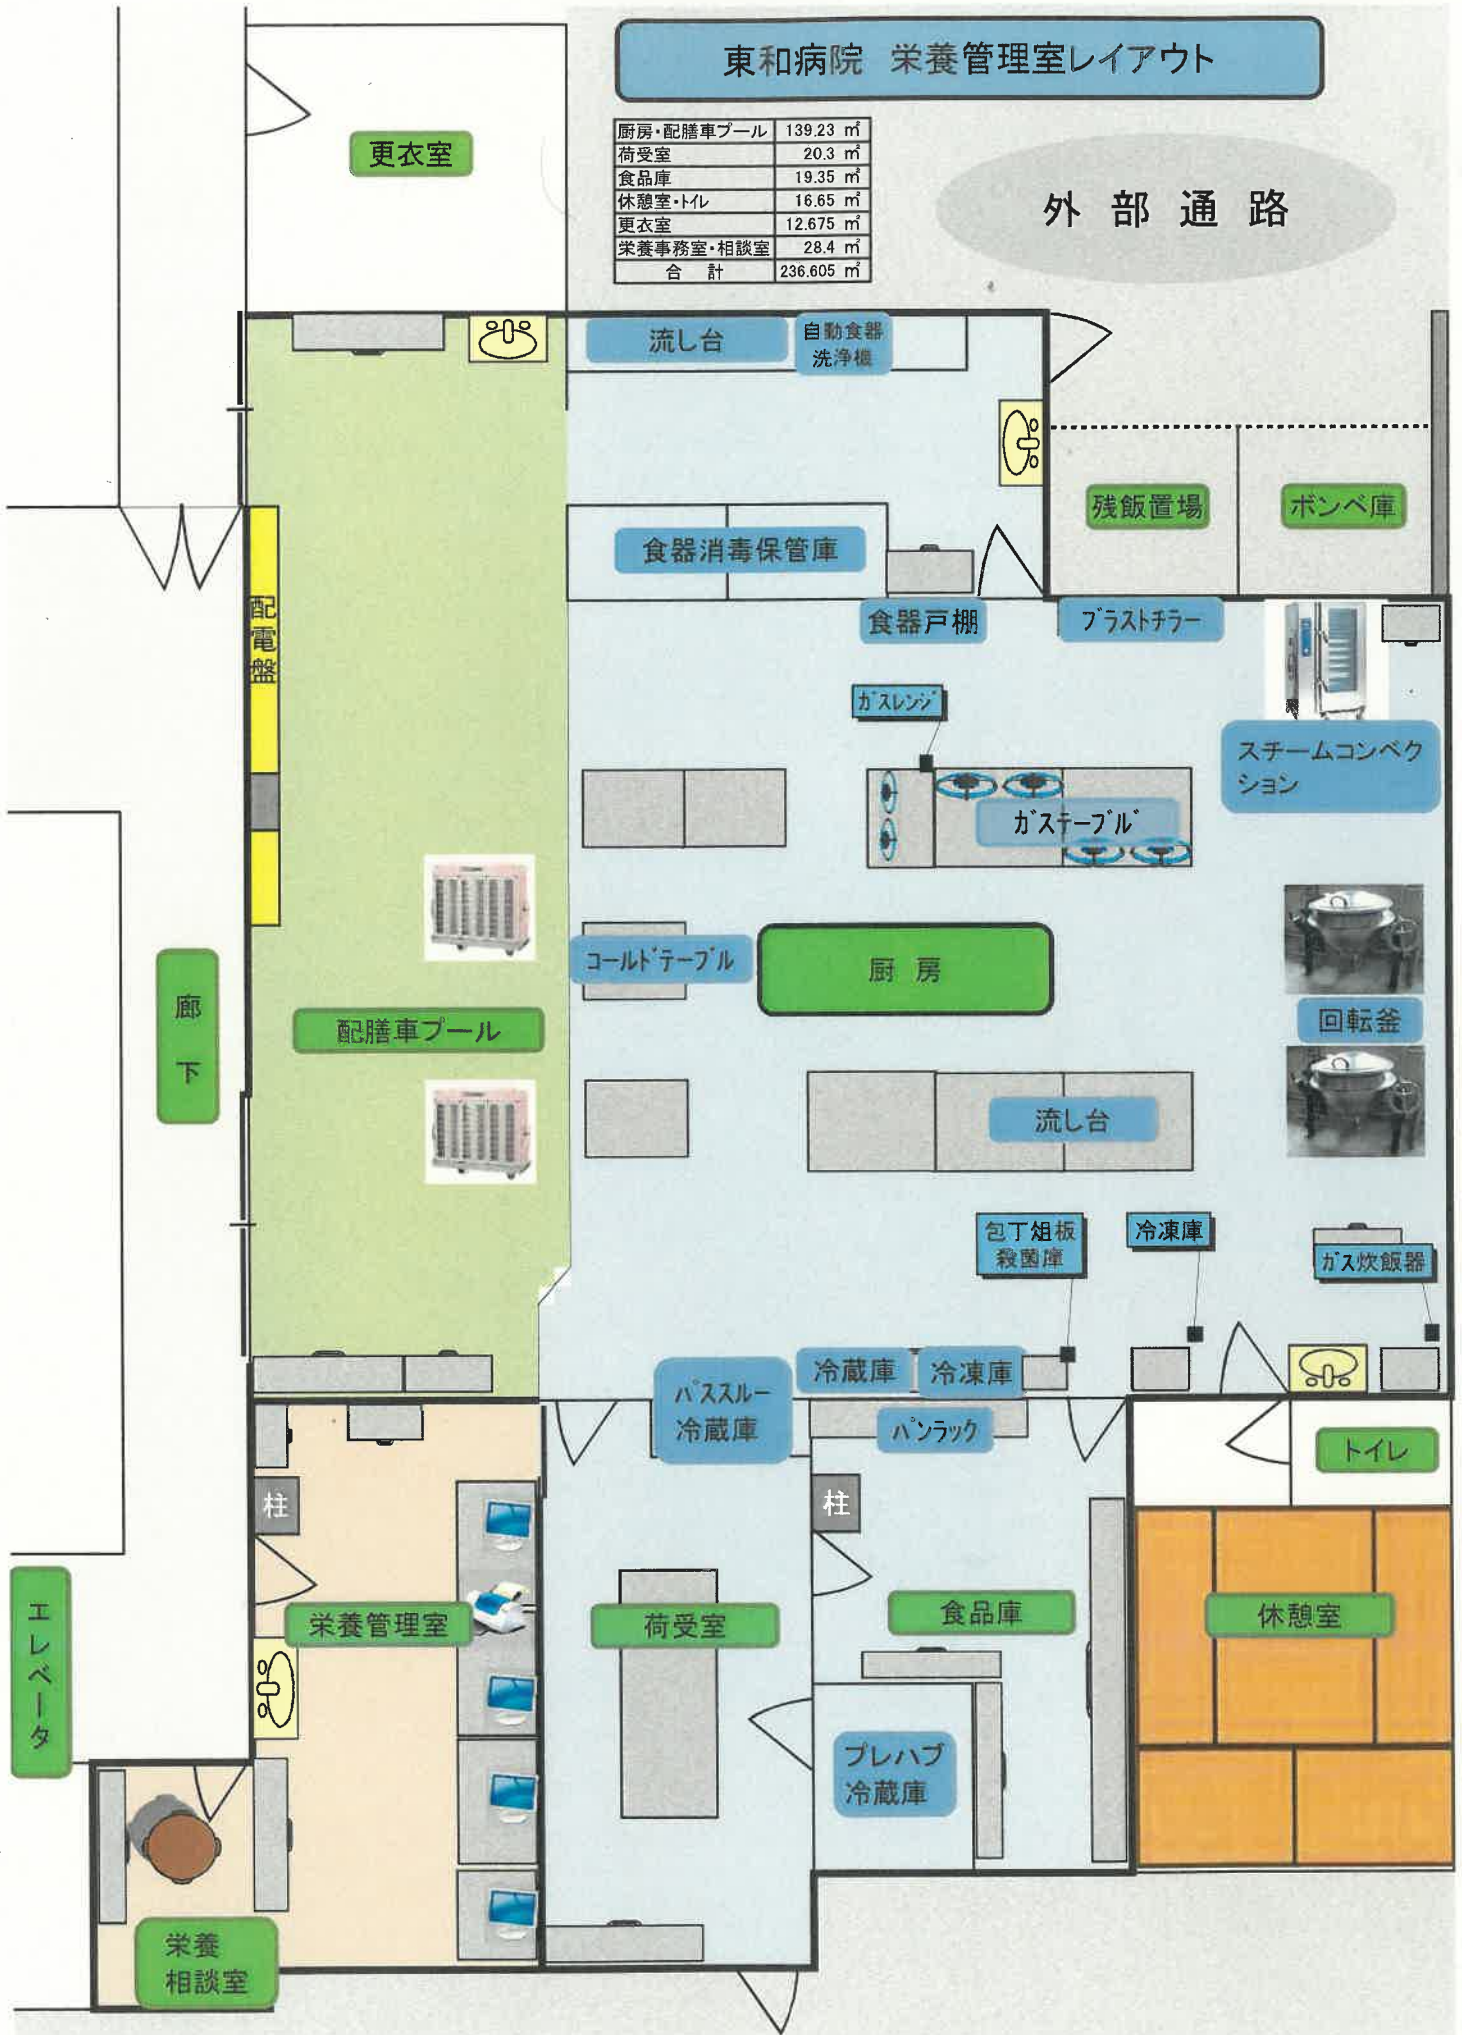 東和病院 栄養管理室レイアウト
厨房・配膳車プール 139.23 ㎡
荷受室 20.3 ㎡
食品庫 19.35 ㎡
休憩室・トイレ 16.65 ㎡
更衣室 12.675 ㎡
栄養事務室・相談室 28.4 ㎡
合 計 236.605 ㎡
更衣室
外部通路
流し台
自動食器
洗浄機
残飯置場
ボンベ庫
食器消毒保管庫
配電盤
食器戸棚
ブラストチラー
ガスレンジ
スチームコンベク
ション
ガステーブル
コールドテーブル
厨房
廊下
配膳車プール
回転釜
流し台
包丁俎板
殺菌庫
冷凍庫
ガス炊飯器
パススルー
冷蔵庫
冷蔵庫
冷凍庫
パンラック
トイレ
柱
柱
エレベータ
栄養管理室
荷受室
食品庫
休憩室
プレハブ
冷蔵庫
栄養
相談室